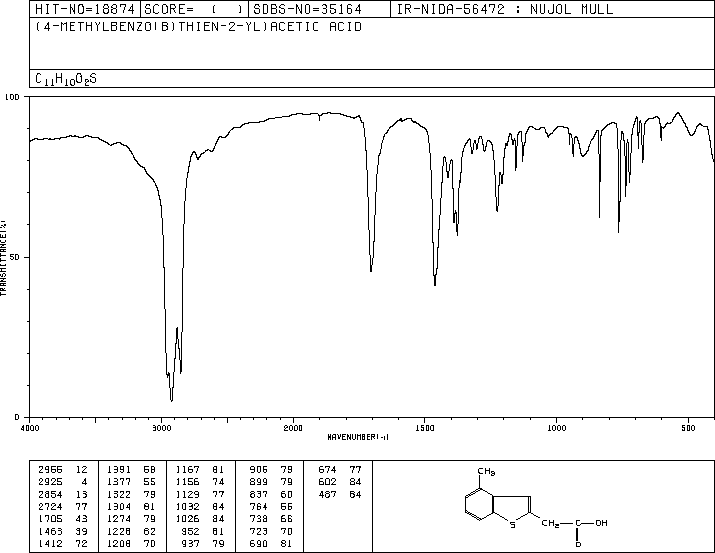 HIT-NO=18874 SCORE= ( ) SDBS-NO=35164 IR-NIDA-56472 : NUJOL MULL
(4-METHYLBENZO(B)THIEN-2-YL)ACETIC ACID
C11H10O2S
100
50
0
TRANSMITTANCE(%)
4000 3000 2000 1500 1000 500
WAVENUMBER(-1)
2966 12 1391 58 1167 81 906 79 674 77
2925 4 1377 55 1156 74 899 79 602 84
2854 13 1322 79 1129 77 837 60 487 84
2724 77 1304 81 1032 84 764 55
1705 43 1274 79 1026 84 738 66
1463 39 1228 62 952 81 723 70
1412 72 1208 70 937 79 690 81
CH3
S
CH2
C
OH
O